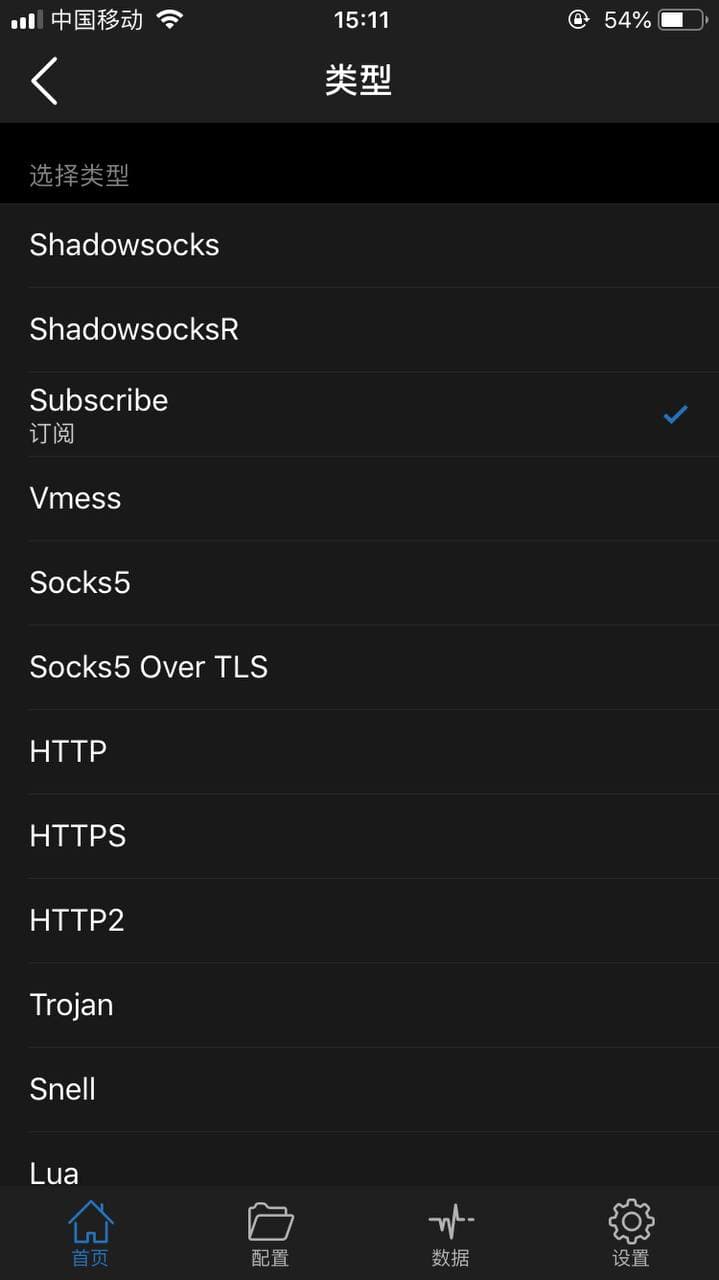 中国移动 15:11 54%
类型
选择类型
Shadowsocks
ShadowsocksR
Subscribe
订阅
Vmess
Socks5
Socks5 Over TLS
HTTP
HTTPS
HTTP2
Trojan
Snell
Lua
首页 配置 数据 设置